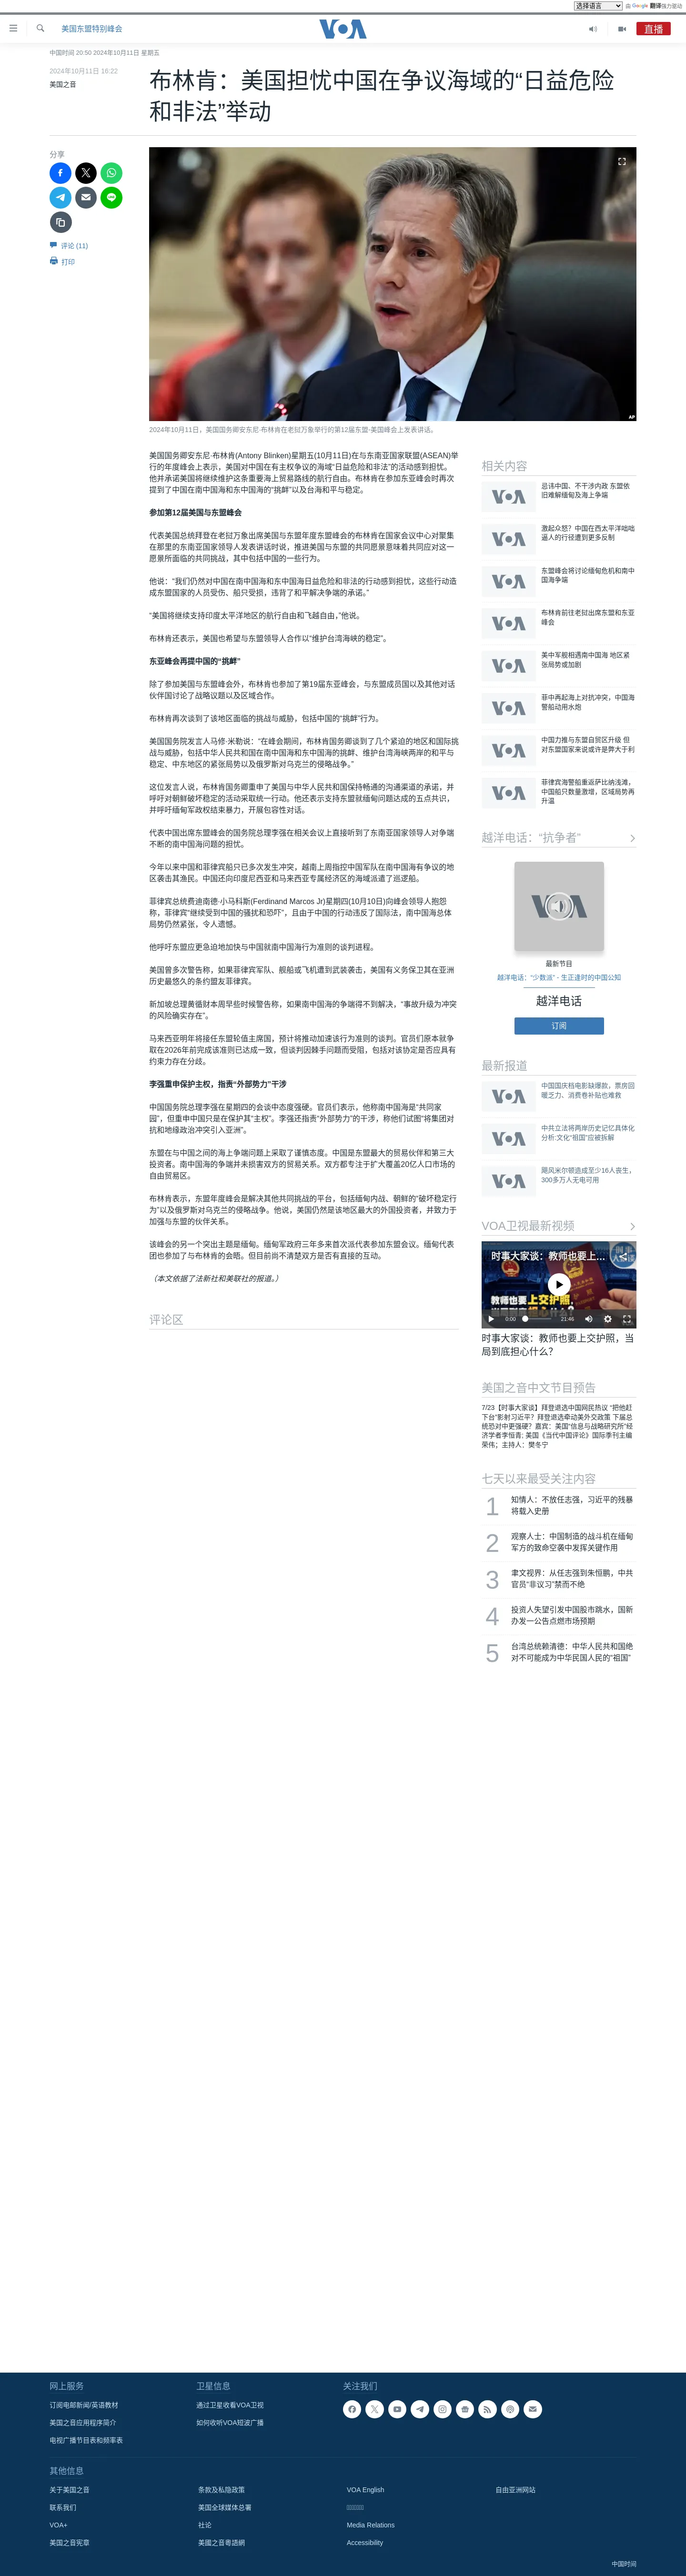 选择语言 由 Google 翻译强力驱动
美国东盟特别峰会
VOA
直播
中国时间 20:50 2024年10月11日 星期五
2024年10月11日 16:22
美国之音
布林肯：美国担忧中国在争议海域的“日益危险
和非法”举动
分享
评论 (11)
打印
AP
2024年10月11日，美国国务卿安东尼·布林肯在老挝万象举行的第12届东盟-美国峰会上发表讲话。
美国国务卿安东尼·布林肯(Antony Blinken)星期五(10月11日)在与东南亚国家联盟(ASEAN)举
行的年度峰会上表示，美国对中国在有主权争议的海域“日益危险和非法”的活动感到担忧。
他并承诺美国将继续维护这条重要海上贸易路线的航行自由。布林肯在参加东亚峰会时再次
提到了中国在南中国海和东中国海的“挑衅”以及台海和平与稳定。
参加第12届美国与东盟峰会
代表美国总统拜登在老挝万象出席美国与东盟年度东盟峰会的布林肯在国家会议中心对聚集
在那里的东南亚国家领导人发表讲话时说，推进美国与东盟的共同愿景意味着共同应对这一
愿景所面临的共同挑战，其中包括中国的一些行为。
他说：“我们仍然对中国在南中国海和东中国海日益危险和非法的行动感到担忧，这些行动造
成东盟国家的人员受伤、船只受损，违背了和平解决争端的承诺。”
“美国将继续支持印度太平洋地区的航行自由和飞越自由，”他说。
布林肯还表示，美国也希望与东盟领导人合作以“维护台湾海峡的稳定”。
东亚峰会再提中国的“挑衅”
除了参加美国与东盟峰会外，布林肯也参加了第19届东亚峰会，与东盟成员国以及其他对话
伙伴国讨论了战略议题以及区域合作。
布林肯再次谈到了该地区面临的挑战与威胁，包括中国的“挑衅”行为。
美国国务院发言人马修·米勒说：“在峰会期间，布林肯国务卿谈到了几个紧迫的地区和国际挑
战与威胁，包括中华人民共和国在南中国海和东中国海的挑衅、维护台湾海峡两岸的和平与
稳定、中东地区的紧张局势以及俄罗斯对乌克兰的侵略战争。”
这位发言人说，布林肯国务卿重申了美国与中华人民共和国保持畅通的沟通渠道的承诺，并
呼吁对朝鲜破坏稳定的活动采取统一行动。他还表示支持东盟就缅甸问题达成的五点共识，
并呼吁缅甸军政权结束暴力，开展包容性对话。
代表中国出席东盟峰会的国务院总理李强在相关会议上直接听到了东南亚国家领导人对争端
不断的南中国海问题的担忧。
今年以来中国和菲律宾船只已多次发生冲突，越南上周指控中国军队在南中国海有争议的地
区袭击其渔民。中国还向印度尼西亚和马来西亚专属经济区的海域派遣了巡逻船。
菲律宾总统费迪南德·小马科斯(Ferdinand Marcos Jr)星期四(10月10日)向峰会领导人抱怨
称，菲律宾“继续受到中国的骚扰和恐吓”，且由于中国的行动违反了国际法，南中国海总体
局势仍然紧张，令人遗憾。
他呼吁东盟应更急迫地加快与中国就南中国海行为准则的谈判进程。
美国曾多次警告称，如果菲律宾军队、舰船或飞机遭到武装袭击，美国有义务保卫其在亚洲
历史最悠久的条约盟友菲律宾。
新加坡总理黄循财本周早些时候警告称，如果南中国海的争端得不到解决，“事故升级为冲突
的风险确实存在”。
马来西亚明年将接任东盟轮值主席国，预计将推动加速该行为准则的谈判。官员们原本就争
取在2026年前完成该准则已达成一致，但谈判因棘手问题而受阻，包括对该协定是否应具有
约束力存在分歧。
李强重申保护主权，指责“外部势力”干涉
中国国务院总理李强在星期四的会谈中态度强硬。官员们表示，他称南中国海是“共同家
园”，但重申中国只是在保护其“主权”。李强还指责“外部势力”的干涉，称他们试图“将集团对
抗和地缘政治冲突引入亚洲”。
东盟在与中国之间的海上争端问题上采取了谨慎态度。中国是东盟最大的贸易伙伴和第三大
投资者。南中国海的争端并未损害双方的贸易关系。双方都专注于扩大覆盖20亿人口市场的
自由贸易区。
布林肯表示，东盟年度峰会是解决其他共同挑战的平台，包括缅甸内战、朝鲜的“破坏稳定行
为”以及俄罗斯对乌克兰的侵略战争。他说，美国仍然是该地区最大的外国投资者，并致力于
加强与东盟的伙伴关系。
该峰会的另一个突出主题是缅甸。缅甸军政府三年多来首次派代表参加东盟会议。缅甸代表
团也参加了与布林肯的会晤。但目前尚不清楚双方是否有直接的互动。
（本文依据了法新社和美联社的报道。）
评论区
相关内容
VOA 忌讳中国、不干涉内政 东盟依
旧难解缅甸及海上争端
VOA 激起众怒？中国在西太平洋咄咄
逼人的行径遭到更多反制
VOA 东盟峰会将讨论缅甸危机和南中
国海争端
VOA 布林肯前往老挝出席东盟和东亚
峰会
VOA 美中军舰相遇南中国海 地区紧
张局势或加剧
VOA 菲中再起海上对抗冲突，中国海
警船动用水炮
VOA 中国力推与东盟自贸区升级 但
对东盟国家来说或许是弊大于利
VOA 菲律宾海警船重返萨比纳浅滩，
中国船只数量激增，区域局势再
升温
越洋电话：“抗争者”
VOA
最新节目
越洋电话：“少数派” - 生正逢时的中国公知
越洋电话
订阅
最新报道
VOA 中国国庆档电影缺爆款，票房回
暖乏力、消费卷补贴也难救
VOA 中共立法将两岸历史记忆具体化
分析:文化“祖国”应被拆解
VOA 飓风米尔顿造成至少16人丧生，
300多万人无电可用
VOA卫视最新视频
时事大家谈：教师也要上...
教师也要上交护照，
0:00 21:46
时事大家谈：教师也要上交护照，当
局到底担心什么？
美国之音中文节目预告
7/23【时事大家谈】拜登退选中国网民热议 “把他赶
下台”影射习近平？拜登退选牵动美外交政策 下届总
统恐对中更强硬？嘉宾：美国“信息与战略研究所”经
济学者李恒青; 美国《当代中国评论》国际季刊主编
荣伟；主持人：樊冬宁
七天以来最受关注内容
1 知情人：不放任志强，习近平的残暴
将载入史册
2 观察人士：中国制造的战斗机在缅甸
军方的致命空袭中发挥关键作用
3 聿文视界：从任志强到朱恒鹏，中共
官员“非议习”禁而不绝
4 投资人失望引发中国股市跳水，国新
办发一公告点燃市场预期
5 台湾总统赖清德：中华人民共和国绝
对不可能成为中华民国人民的“祖国”
网上服务 卫星信息 关注我们
订阅电邮新闻/英语教材 通过卫星收看VOA卫视
美国之音应用程序简介 如何收听VOA短波广播
电视广播节目表和频率表
其他信息
关于美国之音 条款及私隐政策 VOA English 自由亚洲网站
联系我们 美国全球媒体总署
VOA+ 社论 Media Relations
美国之音宪章 美國之音粵語網 Accessibility
中国时间